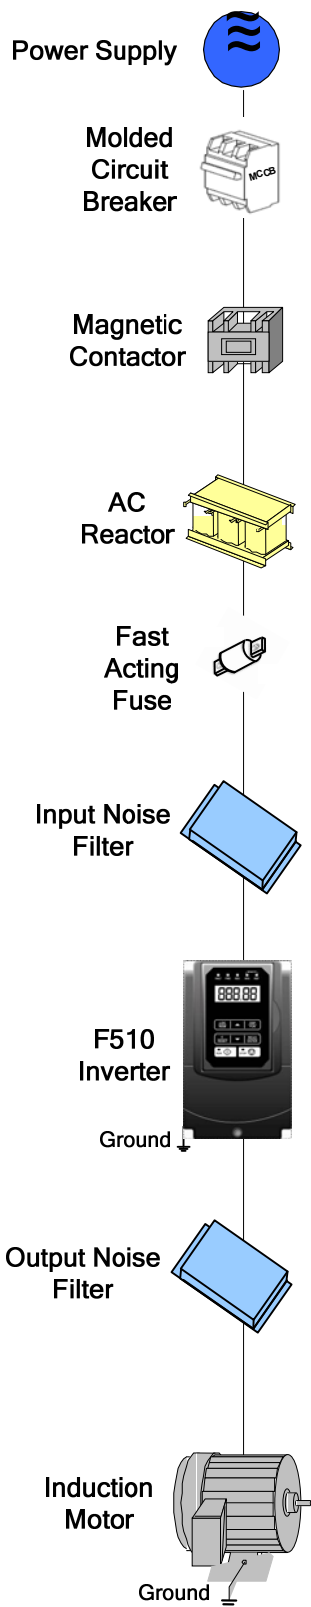 Power Supply
Molded
Circuit
Breaker
MCCB
Magnetic
Contactor
AC
Reactor
Fast
Acting
Fuse
Input Noise
Filter
F510
Inverter
Ground
Output Noise
Filter
Induction
Motor
Ground